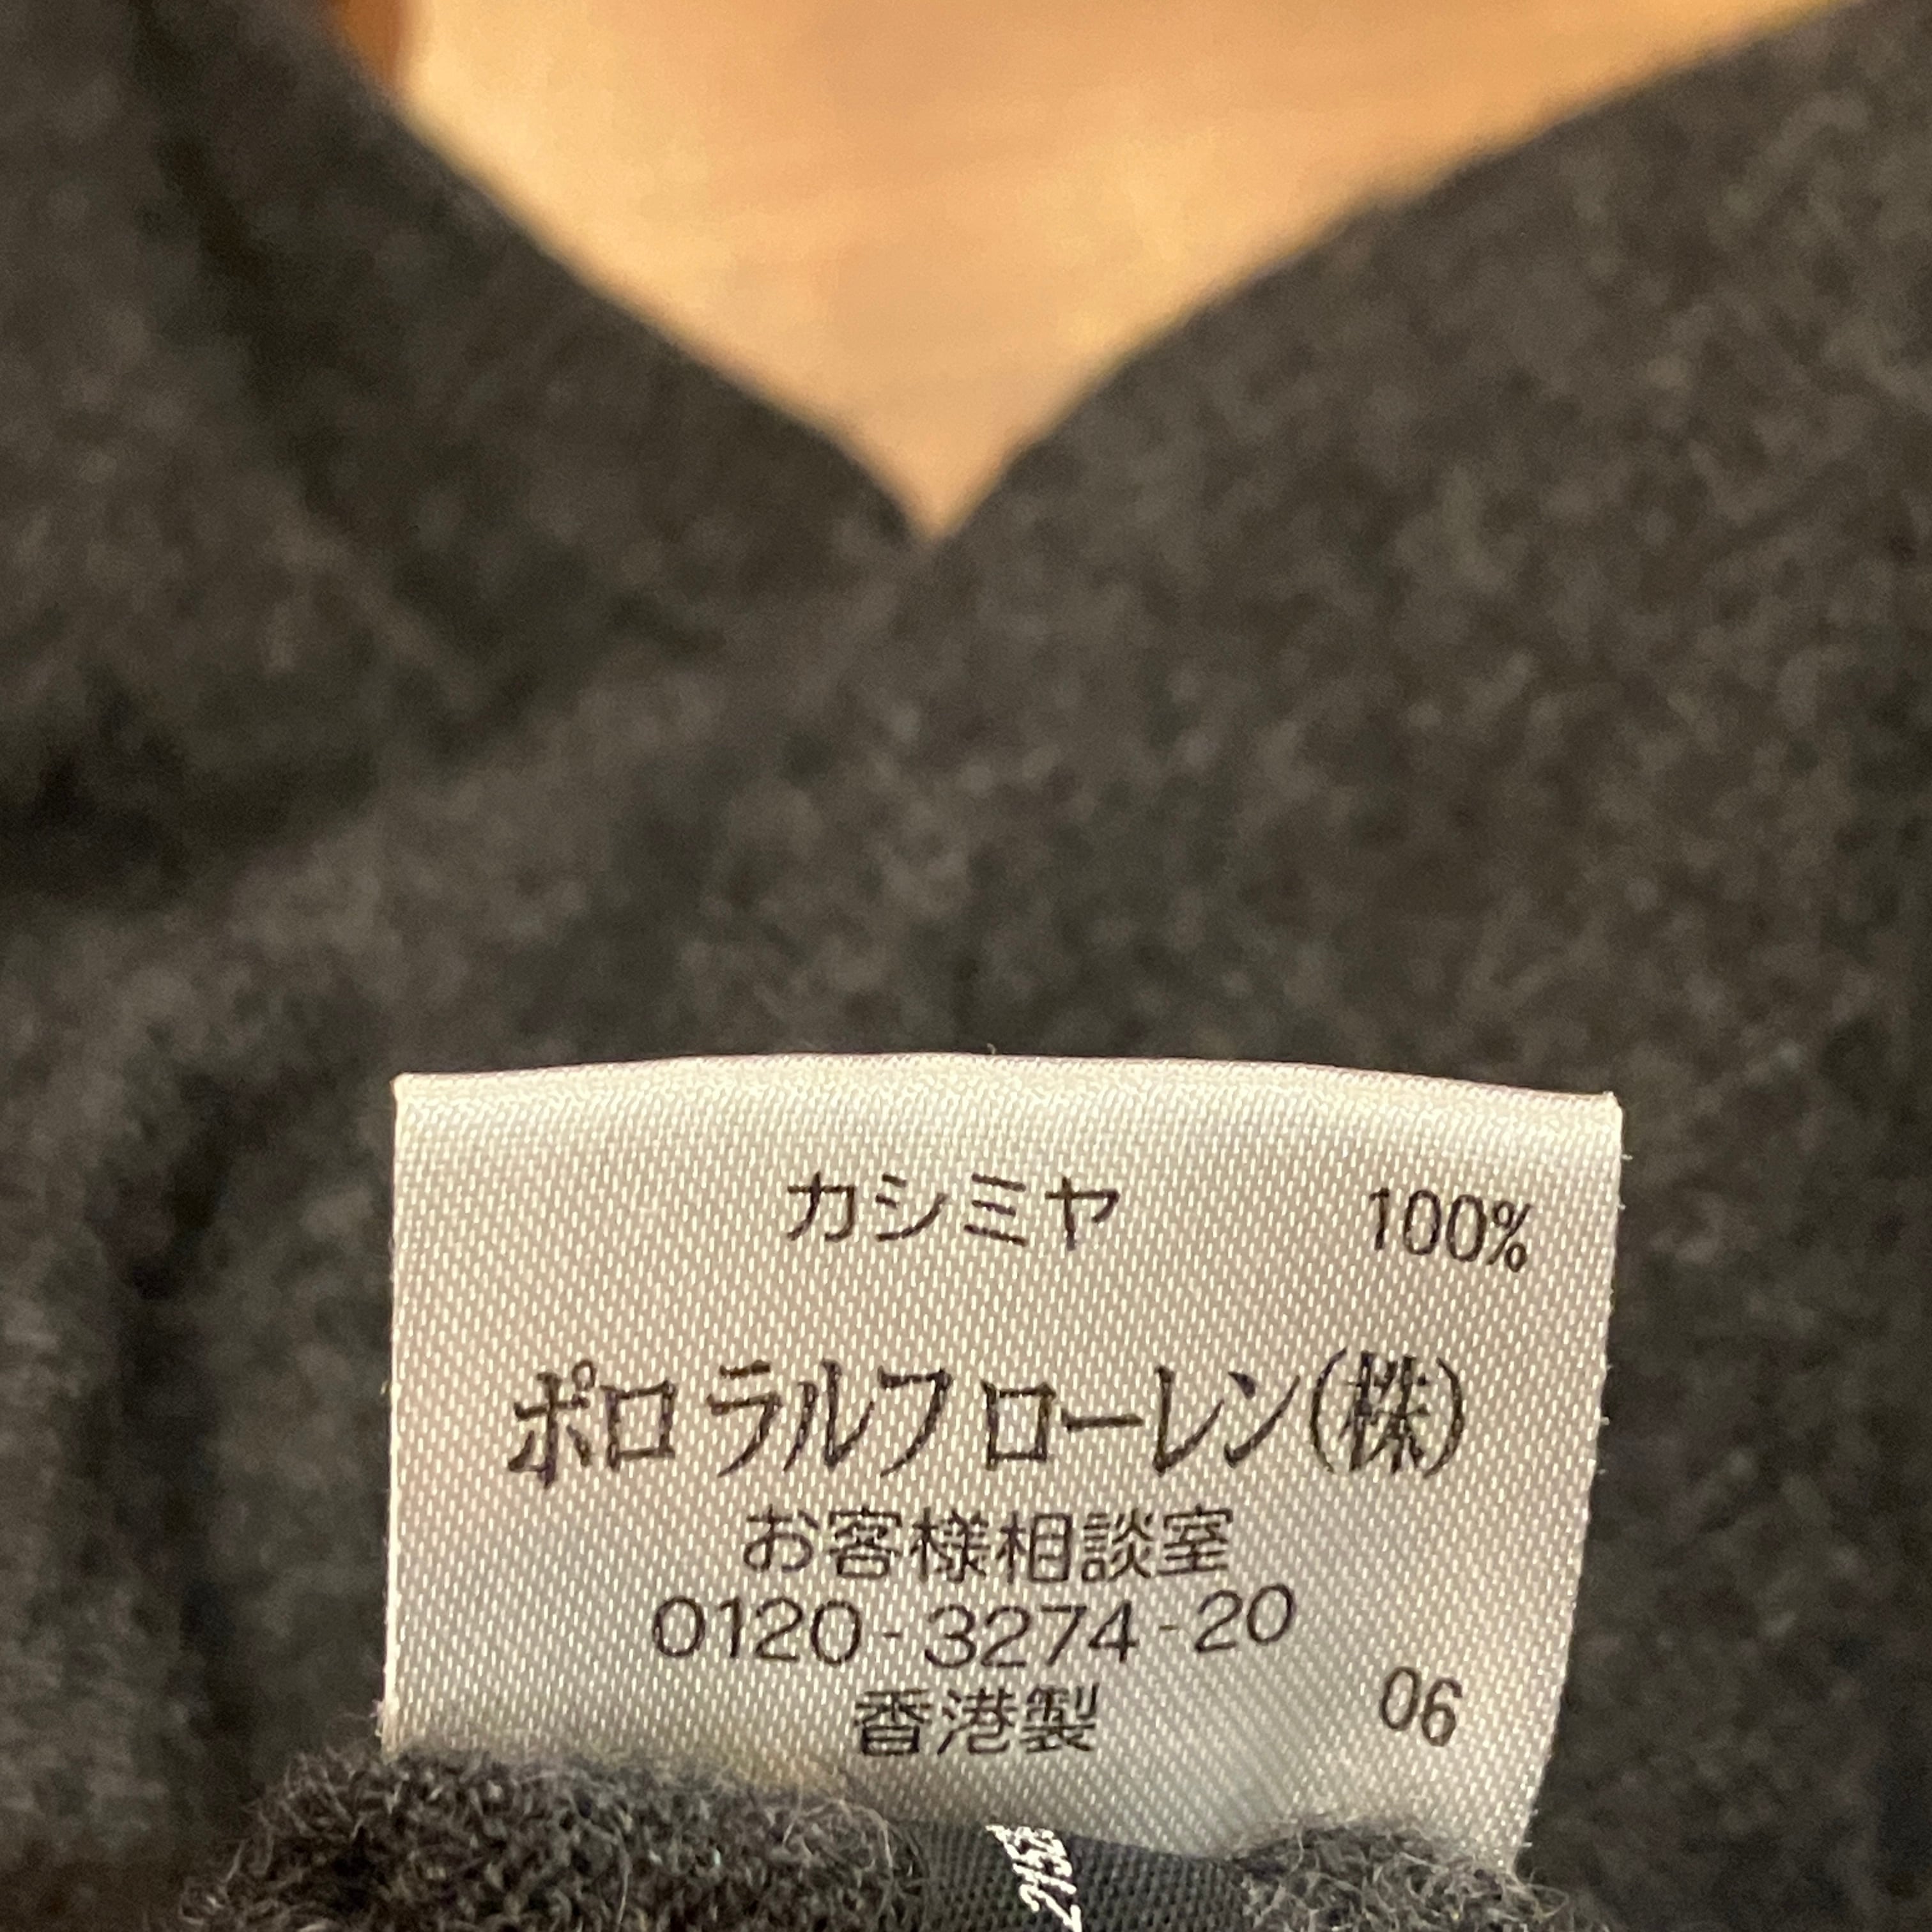 カシミヤ 100%
ポロ ラルフ ローレン(株)
お客様相談室
0120-3274-20
香港製 06